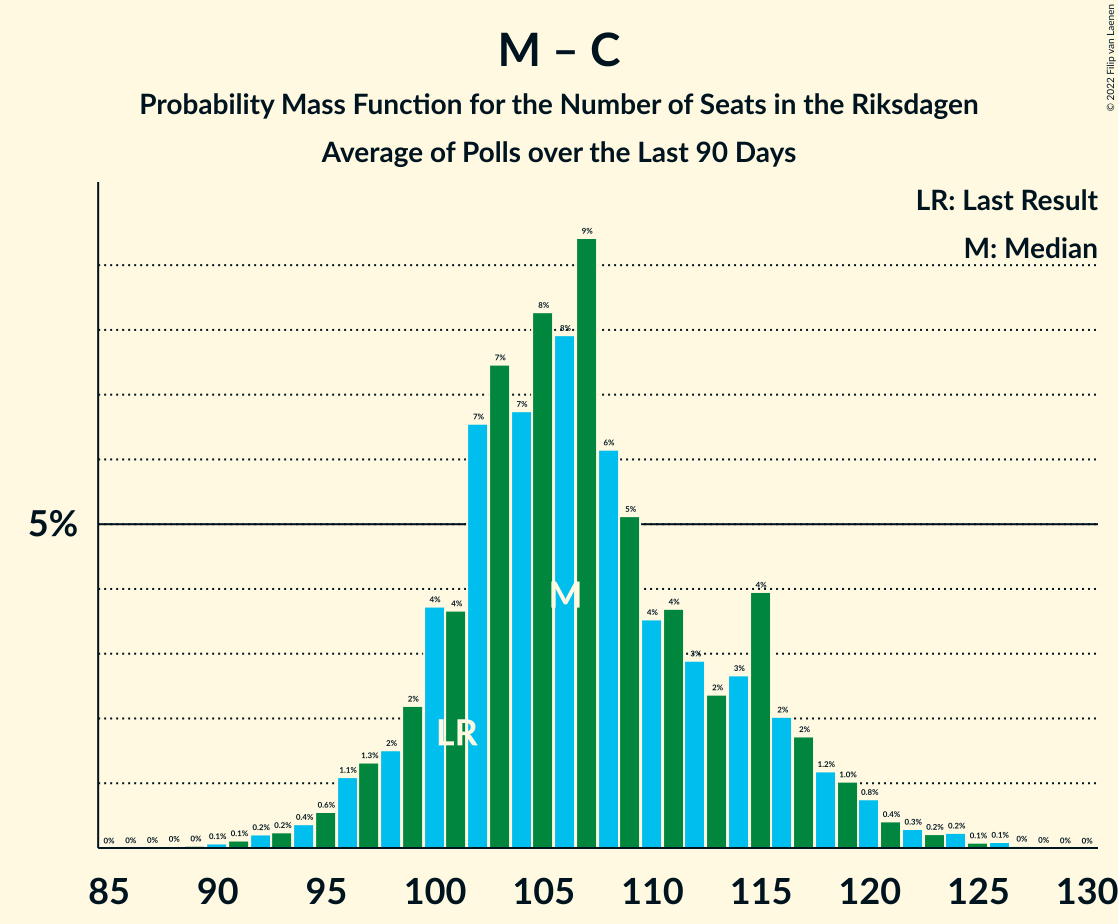 M – C
Probability Mass Function for the Number of Seats in the Riksdagen
Average of Polls over the Last 90 Days
© 2022 Filip van Laenen
LR: Last Result
M: Median
5%
0% 0% 0% 0% 0% 0.1% 0.1% 0.2% 0.2% 0.4% 0.6% 1.1% 1.3% 2% 2% 4% 4% 7% 7% 7% 8% 8% 9% 6% 5% 4% 4% 3% 2% 3% 4% 2% 2% 1.2% 1.0% 0.8% 0.4% 0.3% 0.2% 0.2% 0.1% 0.1% 0% 0% 0% 0%
M
LR
85 90 95 100 105 110 115 120 125 130